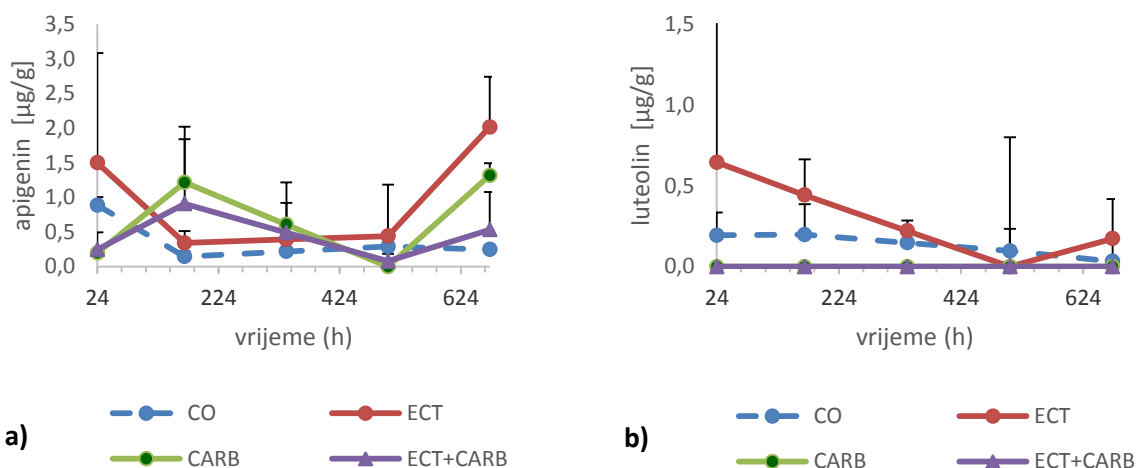 apigenin [µg/g]
3,5
3,0
2,5
2,0
1,5
1,0
0,5
0,0
24 224 424 624
vrijeme (h)
CO ECT
CARB ECT+CARB
a)
luteolin [µg/g]
1,5
1,0
0,5
0,0
24 224 424 624
vrijeme (h)
CO ECT
CARB ECT+CARB
b)